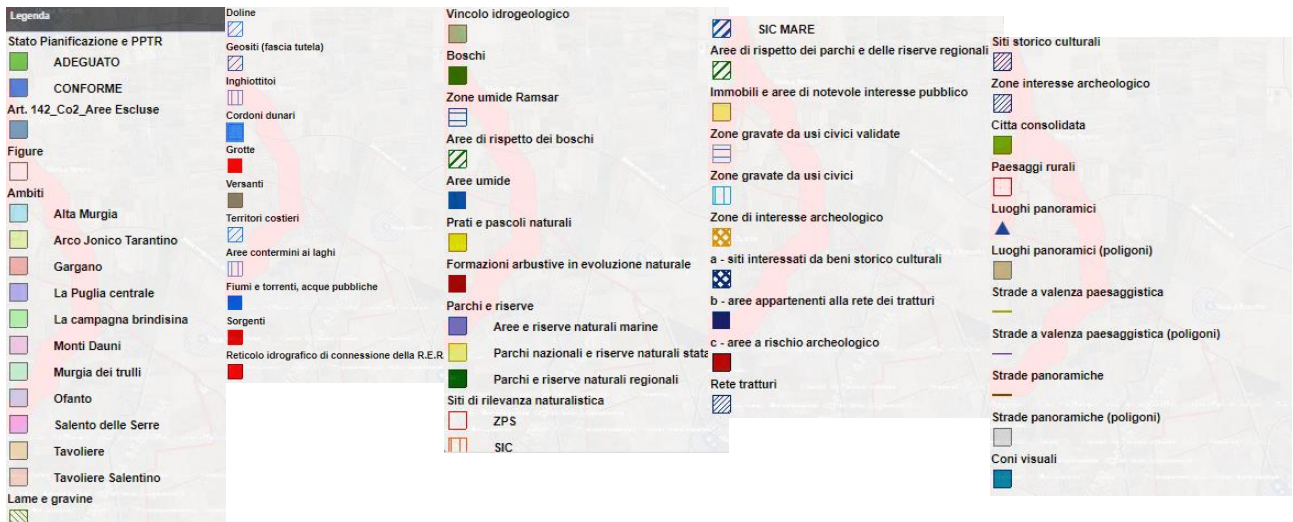 Legenda
Stato Pianificazione e PPTR
ADEGUATO
CONFORME
Art. 142_Co2_Aree Escluse
Figure
Ambiti
Alta Murgia
Arco Jonico Tarantino
Gargano
La Puglia centrale
La campagna brindisina
Monti Dauni
Murgia dei trulli
Ofanto
Salento delle Serre
Tavoliere
Tavoliere Salentino
Lame e gravine
Doline
Geositi (fascia tutela)
Inghiottitoi
Cordoni dunari
Grotte
Versanti
Territori costieri
Aree contermini ai laghi
Fiumi e torrenti, acque pubbliche
Sorgenti
Reticolo idrografico di connessione della R.E.R
Vincolo idrogeologico
Boschi
Zone umide Ramsar
Aree di rispetto dei boschi
Aree umide
Prati e pascoli naturali
Formazioni arbustive in evoluzione naturale
Parchi e riserve
Aree e riserve naturali marine
Parchi nazionali e riserve naturali stata
Parchi e riserve naturali regionali
Siti di rilevanza naturalistica
ZPS
SIC
SIC MARE
Aree di rispetto dei parchi e delle riserve regionali
Immobili e aree di notevole interesse pubblico
Zone gravate da usi civici validate
Zone gravate da usi civici
Zone di interesse archeologico
a - siti interessati da beni storico culturali
b - aree appartenenti alla rete dei tratturi
c - aree a rischio archeologico
Rete tratturi
Siti storico culturali
Zone interesse archeologico
Citta consolidata
Paesaggi rurali
Luoghi panoramici
Luoghi panoramici (poligoni)
Strade a valenza paesaggistica
Strade a valenza paesaggistica (poligoni)
Strade panoramiche
Strade panoramiche (poligoni)
Coni visuali